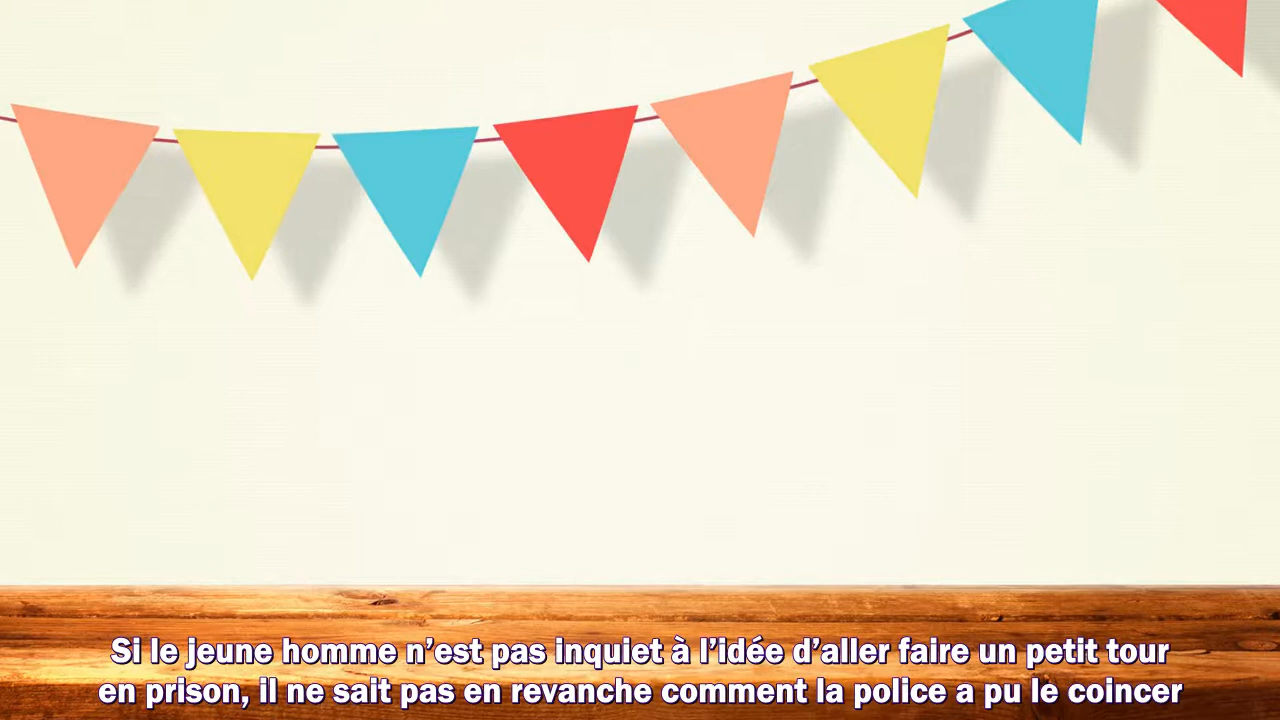 Si le jeune homme n’est pas inquiet à l’idée d’aller faire un petit tour
en prison, il ne sait pas en revanche comment la police a pu le coincer